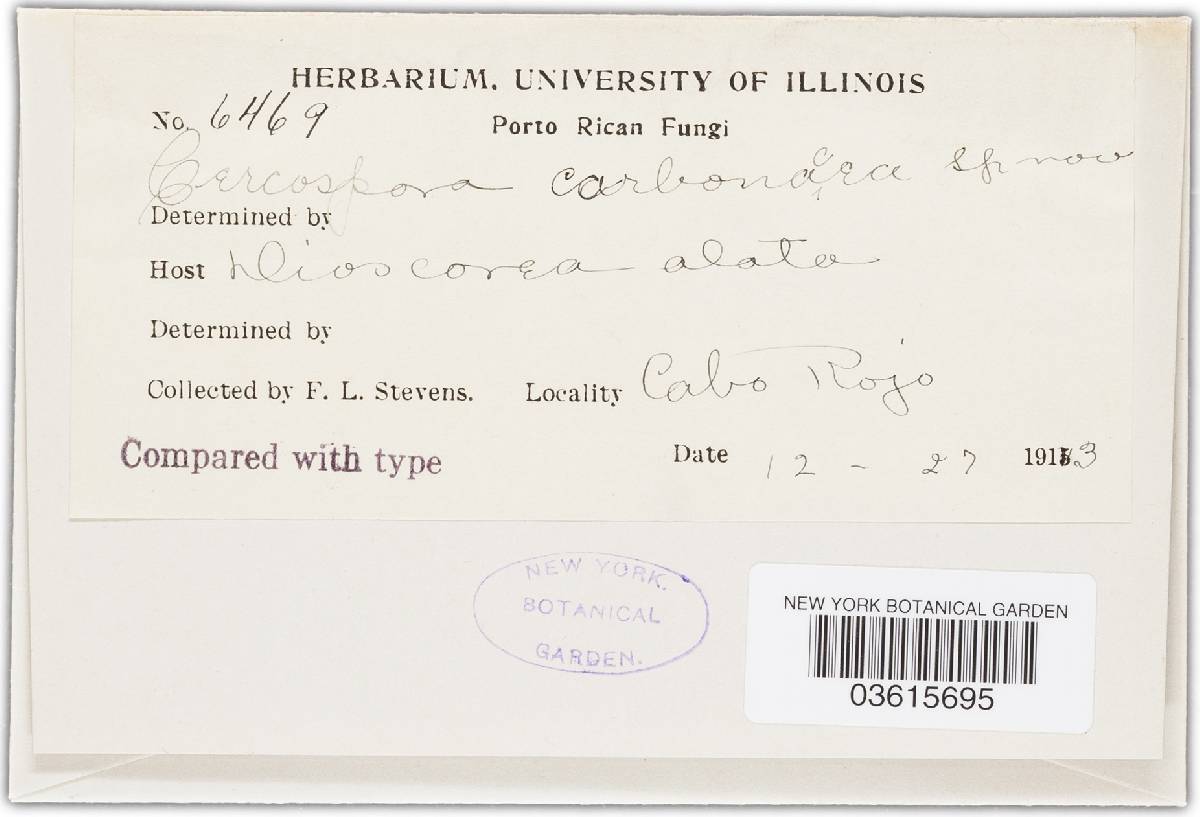 HERBARIUM, UNIVERSITY OF ILLINOIS
No. 6469
Porto Rican Fungi
Cercospora carbonacea sp nov
Determined by
Host Dioscorea alata
Determined by
Collected by F. L. Stevens. Locality Cabo Rojo
Compared with type
Date 12 - 27 1913
NEW YORK
BOTANICAL
GARDEN.
NEW YORK BOTANICAL GARDEN
03615695